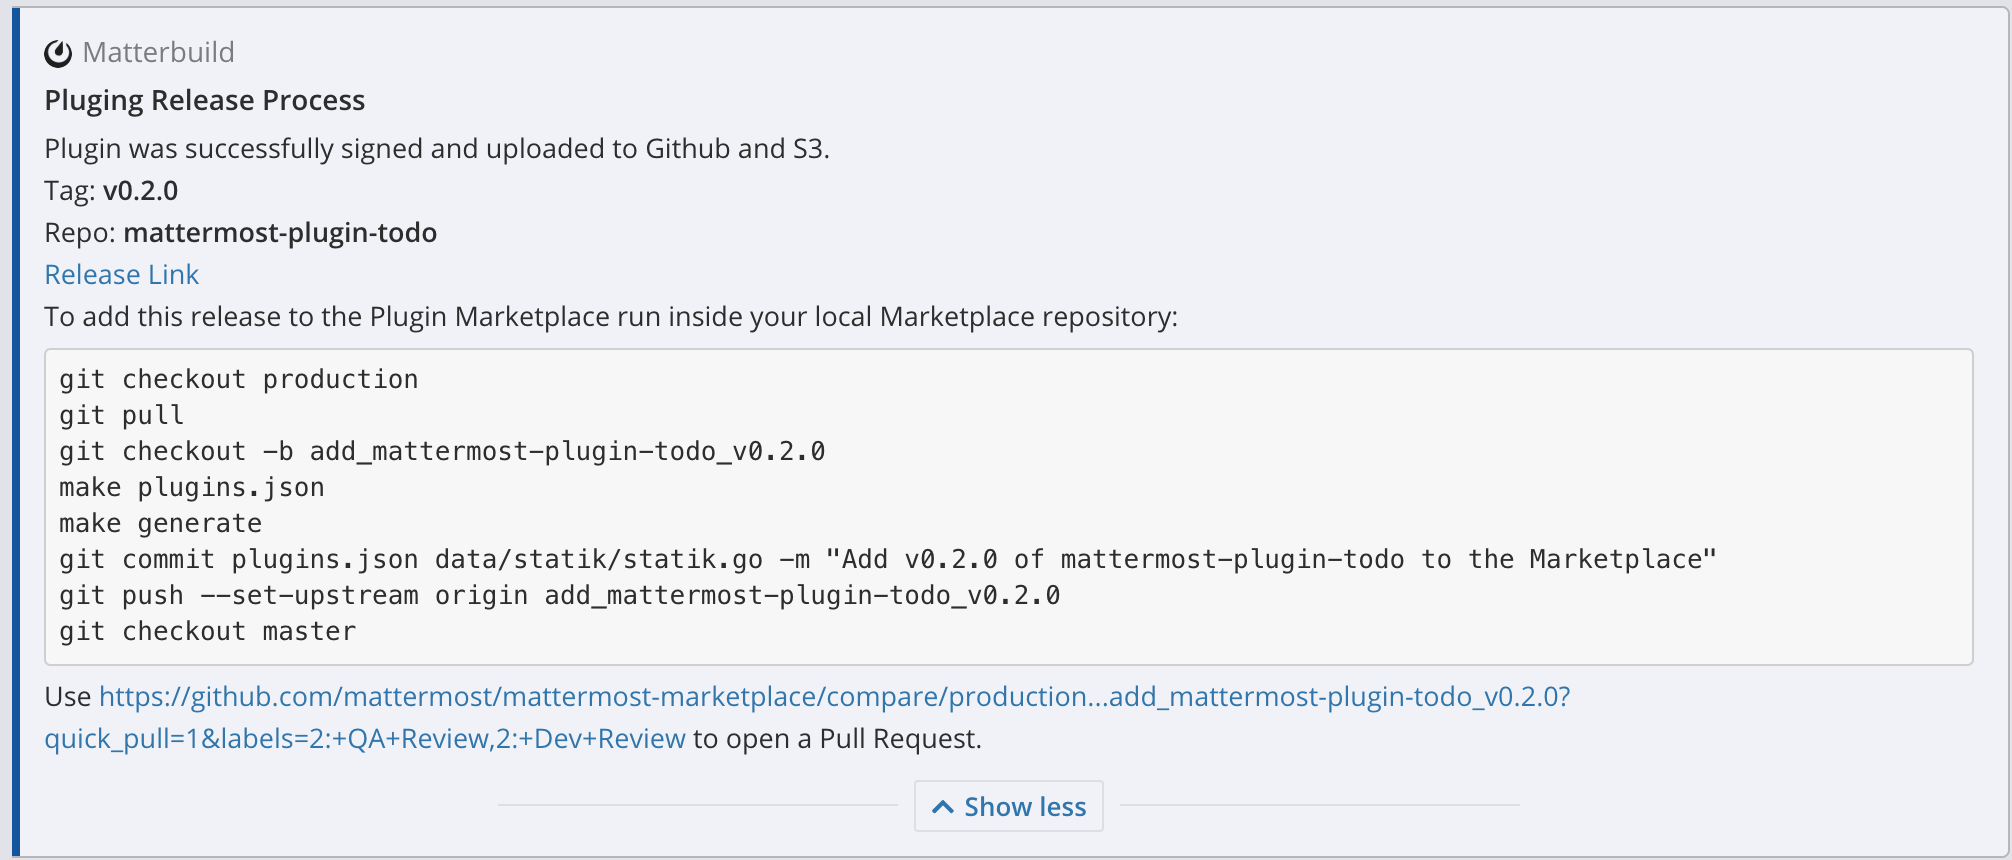 Matterbuild
Pluging Release Process
Plugin was successfully signed and uploaded to Github and S3.
Tag: v0.2.0
Repo: mattermost-plugin-todo
Release Link
To add this release to the Plugin Marketplace run inside your local Marketplace repository:
git checkout production
git pull
git checkout -b add_mattermost-plugin-todo_v0.2.0
make plugins.json
make generate
git commit plugins.json data/statik/statik.go -m "Add v0.2.0 of mattermost-plugin-todo to the Marketplace"
git push --set-upstream origin add_mattermost-plugin-todo_v0.2.0
git checkout master
Use https://github.com/mattermost/mattermost-marketplace/compare/production...add_mattermost-plugin-todo_v0.2.0?
quick_pull=1&labels=2:+QA+Review,2:+Dev+Review to open a Pull Request.
Show less